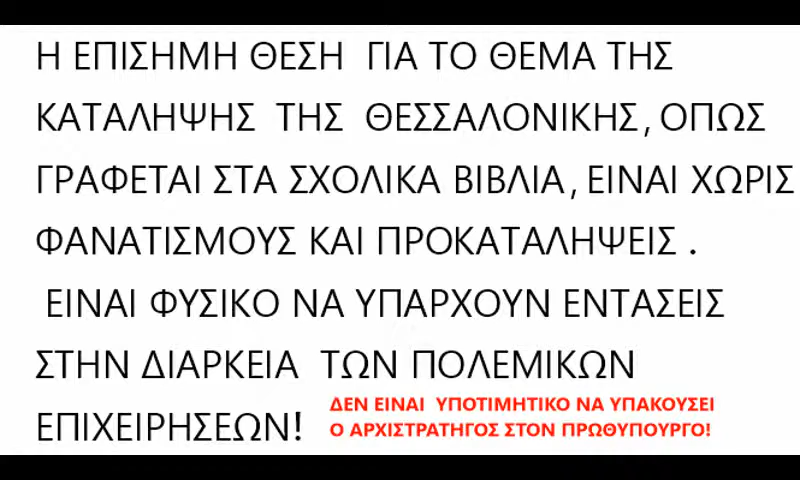 Η ΕΠΙΣΗΜΗ ΘΕΣΗ ΓΙΑ ΤΟ ΘΕΜΑ ΤΗΣ
ΚΑΤΑΛΗΨΗΣ ΤΗΣ ΘΕΣΣΑΛΟΝΙΚΗΣ, ΟΠΩΣ
ΓΡΑΦΕΤΑΙ ΣΤΑ ΣΧΟΛΙΚΑ ΒΙΒΛΙΑ, ΕΙΝΑΙ ΧΩΡΙΣ
ΦΑΝΑΤΙΣΜΟΥΣ ΚΑΙ ΠΡΟΚΑΤΑΛΗΨΕΙΣ .
ΕΙΝΑΙ ΦΥΣΙΚΟ ΝΑ ΥΠΑΡΧΟΥΝ ΕΝΤΑΣΕΙΣ
ΣΤΗΝ ΔΙΑΡΚΕΙΑ ΤΩΝ ΠΟΛΕΜΙΚΩΝ
ΕΠΙΧΕΙΡΗΣΕΩΝ!
ΔΕΝ ΕΙΝΑΙ ΥΠΟΤΙΜΗΤΙΚΟ ΝΑ ΥΠΑΚΟΥΣΕΙ
Ο ΑΡΧΙΣΤΡΑΤΗΓΟΣ ΣΤΟΝ ΠΡΩΘΥΠΟΥΡΓΟ!